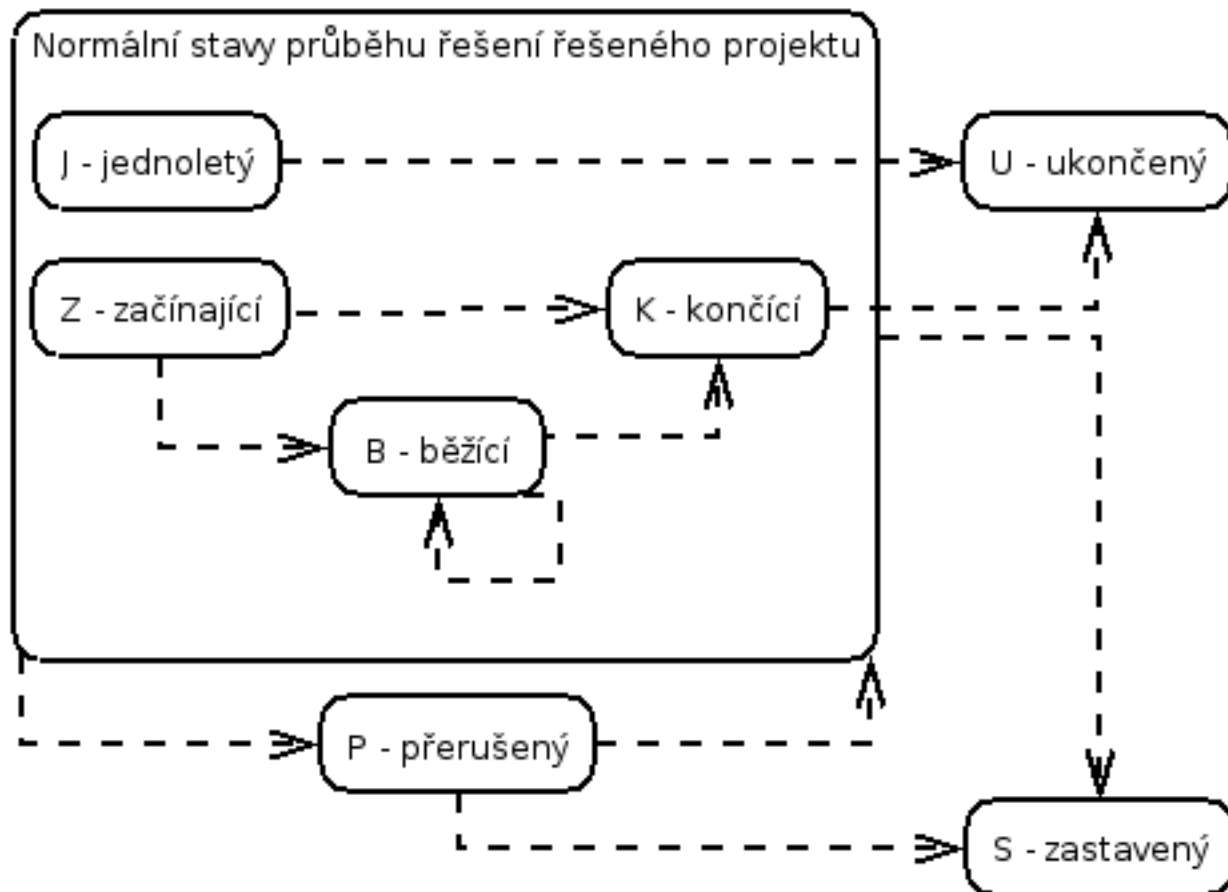 Normální stavy průběhu řešení řešeného projektu
J - jednoletý
U - ukončený
Z - začínající
K - končící
B - běžící
P - přerušený
S - zastavený